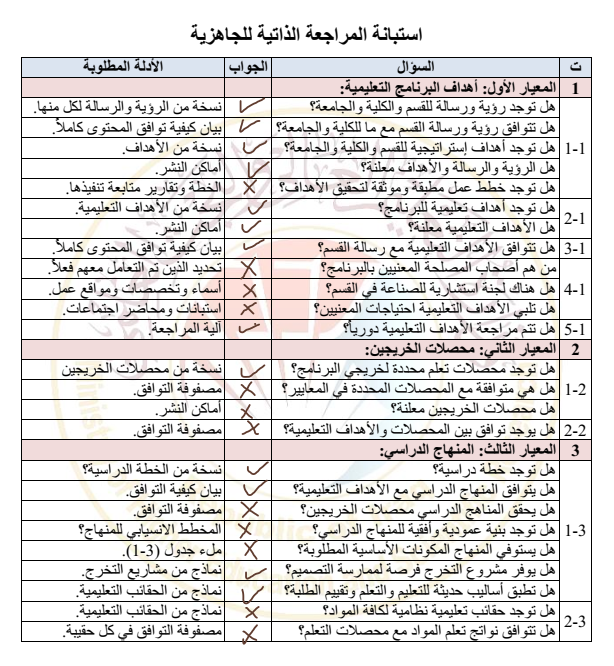 استبانة المراجعة الذاتية للجاهزية
ت السؤال الجواب الأدلة المطلوبة
1 المعيار الأول: أهداف البرنامج التعليمية:
1-1 هل توجد رؤية ورسالة للقسم والكلية والجامعة؟ ✓ نسخة من الرؤية والرسالة لكل منها.
هل تتوافق رؤية ورسالة القسم مع ما للكلية والجامعة؟ ✓ بيان كيفية توافق المحتوى كاملاً.
هل توجد أهداف إستراتيجية للقسم والكلية والجامعة؟ ✓ نسخة من الأهداف.
هل الرؤية والرسالة والأهداف معلنة؟ ✓ أماكن النشر.
هل توجد خطط عمل مطبقة وموثقة لتحقيق الأهداف؟ ✗ الخطة وتقارير متابعة تنفيذها.
2-1 هل توجد أهداف تعليمية للبرنامج؟ ✓ نسخة من الأهداف التعليمية.
هل الأهداف التعليمية معلنة؟ ✓ أماكن النشر.
3-1 هل تتوافق الأهداف التعليمية مع رسالة القسم؟ ✓ بيان كيفية توافق المحتوى كاملاً.
4-1 من هم أصحاب المصلحة المعنيين بالبرنامج؟ ✗ تحديد الذين تم التعامل معهم فعلاً.
هل هناك لجنة استشارية للصناعة في القسم؟ ✗ أسماء وتخصصات ومواقع عمل.
هل تلبي الأهداف التعليمية احتياجات المعنيين؟ ✗ استبانات ومحاضر اجتماعات.
5-1 هل تتم مراجعة الأهداف التعليمية دورياً؟ ✓ آلية المراجعة.
2 المعيار الثاني: محصلات الخريجين:
1-2 هل توجد محصلات تعلم محددة لخريجي البرنامج؟ ✓ نسخة من محصلات الخريجين
هل هي متوافقة مع المحصلات المحددة في المعايير؟ ✗ مصفوفة التوافق.
هل محصلات الخريجين معلنة؟ ✗ أماكن النشر.
2-2 هل يوجد توافق بين المحصلات والأهداف التعليمية؟ ✗ مصفوفة التوافق.
3 المعيار الثالث: المنهاج الدراسي:
1-3 هل توجد خطة دراسية؟ ✓ نسخة من الخطة الدراسية؟
هل يتوافق المنهاج الدراسي مع الأهداف التعليمية؟ ✓ بيان كيفية التوافق.
هل يحقق المناهج الدراسي محصلات الخريجين؟ ✗ مصفوفة التوافق.
هل توجد بنية عمودية وأفقية للمنهاج الدراسي؟ ✗ المخطط الانسيابي للمنهاج؟
هل يستوفي المنهاج المكونات الأساسية المطلوبة؟ ✗ ملء جدول (3-1).
هل يوفر مشروع التخرج فرصة لممارسة التصميم؟ ✓ نماذج من مشاريع التخرج.
هل تطبق أساليب حديثة للتعليم والتعلم وتقييم الطلبة؟ ✓ نماذج من الحقائب التعليمية.
2-3 هل توجد حقائب تعليمية نظامية لكافة المواد؟ ✗ نماذج من الحقائب التعليمية.
هل تتوافق نواتج تعلم المواد مع محصلات التعلم؟ ✗ مصفوفة التوافق في كل حقيبة.